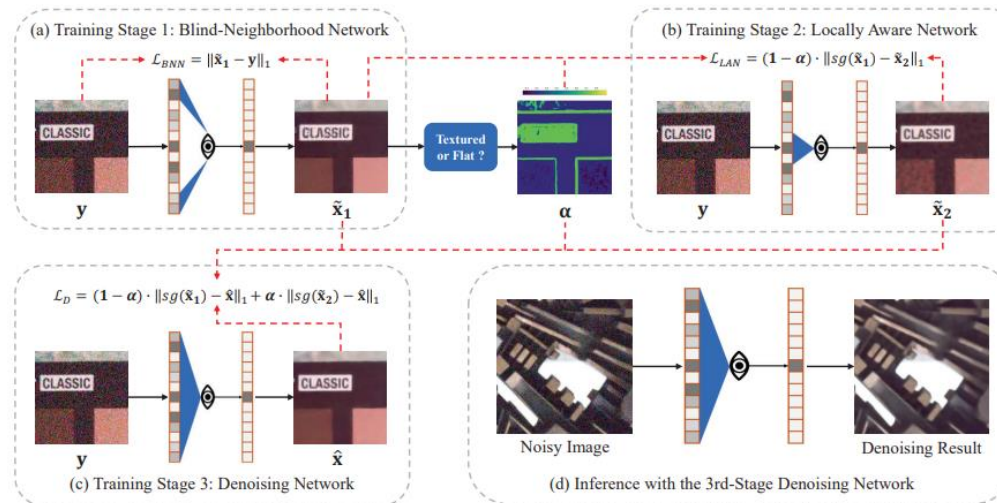 (a) Training Stage 1: Blind-Neighborhood Network
ℒ_BNN = ‖x̃₁ − y‖₁
CLASSIC
CLASSIC
y
x̃₁
Textured
or Flat ?
α
(b) Training Stage 2: Locally Aware Network
ℒ_LAN = (1 − α) · ‖sg(x̃₁) − x̃₂‖₁
CLASSIC
CLASSIC
y
x̃₂
ℒ_D = (1 − α) · ‖sg(x̃₁) − x̂‖₁ + α · ‖sg(x̃₂) − x̂‖₁
CLASSIC
CLASSIC
y
x̂
(c) Training Stage 3: Denoising Network
Noisy Image
Denoising Result
(d) Inference with the 3rd-Stage Denoising Network